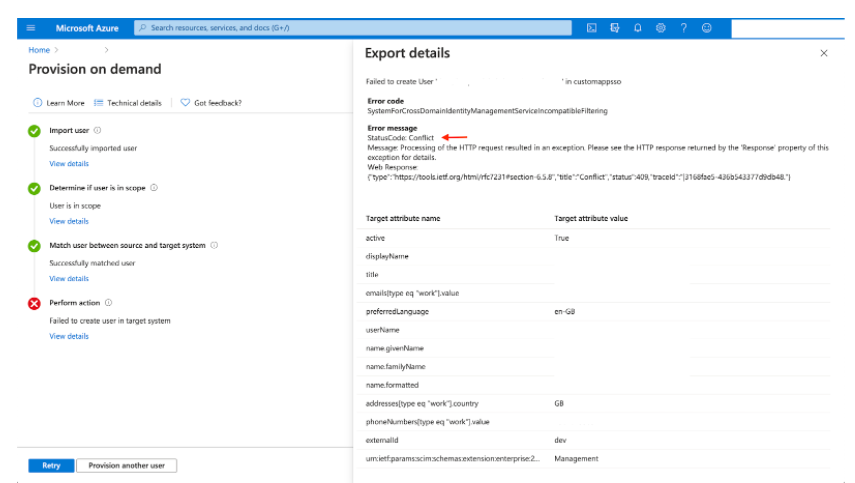 Microsoft Azure
Search resources, services, and docs (G+/)
Home > >
Provision on demand
Learn More Technical details Got feedback?
Import user
Successfully imported user
View details
Determine if user is in scope
User is in scope
View details
Match user between source and target system
Successfully matched user
View details
Perform action
Failed to create user in target system
View details
Retry
Provision another user
Export details
Failed to create User ' , ' in customappsso
Error code
SystemForCrossDomainIdentityManagementServiceIncompatibleFiltering
Error message
StatusCode: Conflict
Message: Processing of the HTTP request resulted in an exception. Please see the HTTP response returned by the 'Response' property of this
exception for details.
Web Response:
{"type":"https://tools.ietf.org/html/rfc7231#section-6.5.8","title":"Conflict","status":409,"traceId":"|3168fae5-436b543377d9db48."}
Target attribute name Target attribute value
active True
displayName
title
emails[type eq "work"].value
preferredLanguage en-GB
userName
name.givenName
name.familyName
name.formatted
addresses[type eq "work"].country GB
phoneNumbers[type eq "work"].value
externalId dev
urn:ietf:params:scim:schemas:extension:enterprise:2... Management